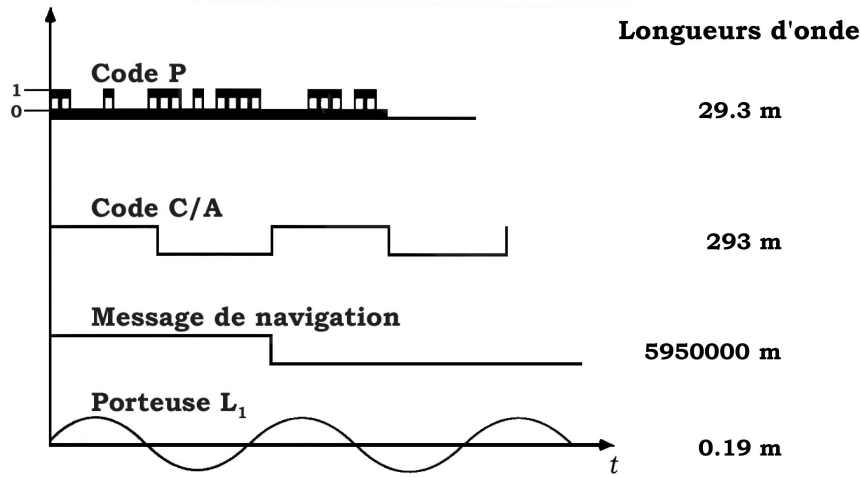 Longueurs d'onde
Code P
1
0
29.3 m
Code C/A
293 m
Message de navigation
5950000 m
Porteuse L₁
0.19 m
t